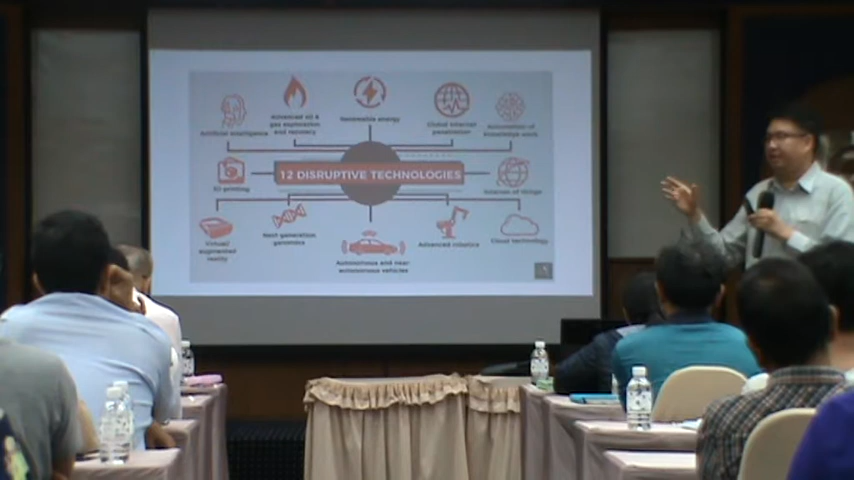 Artificial intelligence
Advanced oil &
gas exploration
and recovery
Renewable energy
Global internet
penetration
Automation of
knowledge work
3D printing
12 DISRUPTIVE TECHNOLOGIES
Internet of things
Virtual/
augmented
reality
Next-generation
genomics
Autonomous and near-
autonomous vehicles
Advanced robotics
Cloud technology